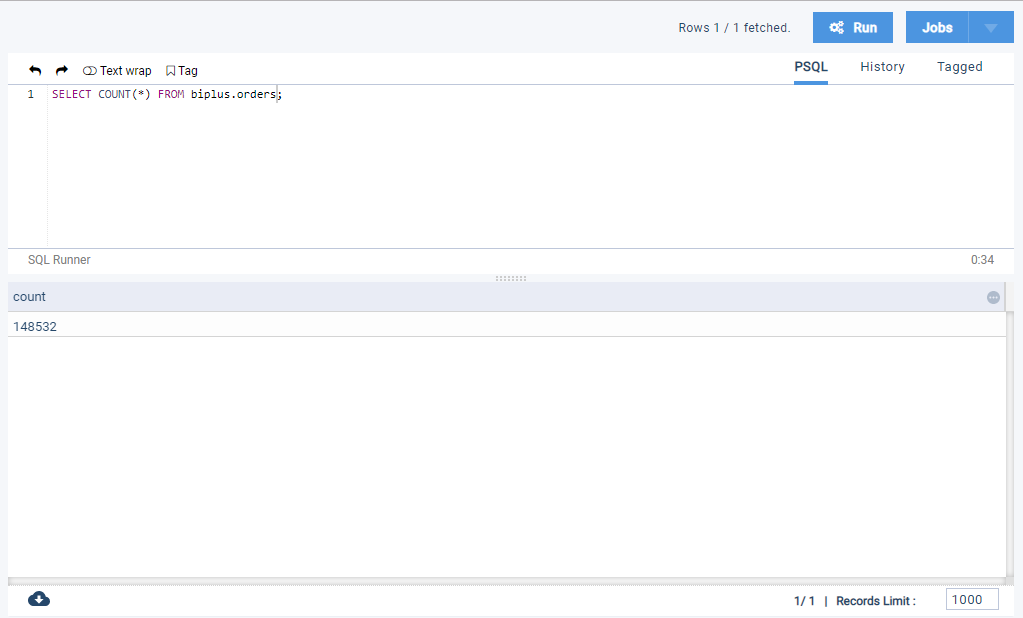 Rows 1 / 1 fetched.
Run
Jobs
Text wrap
Tag
PSQL
History
Tagged
1 SELECT COUNT(*) FROM biplus.orders;
SQL Runner
0:34
count
148532
1/ 1 | Records Limit :
1000